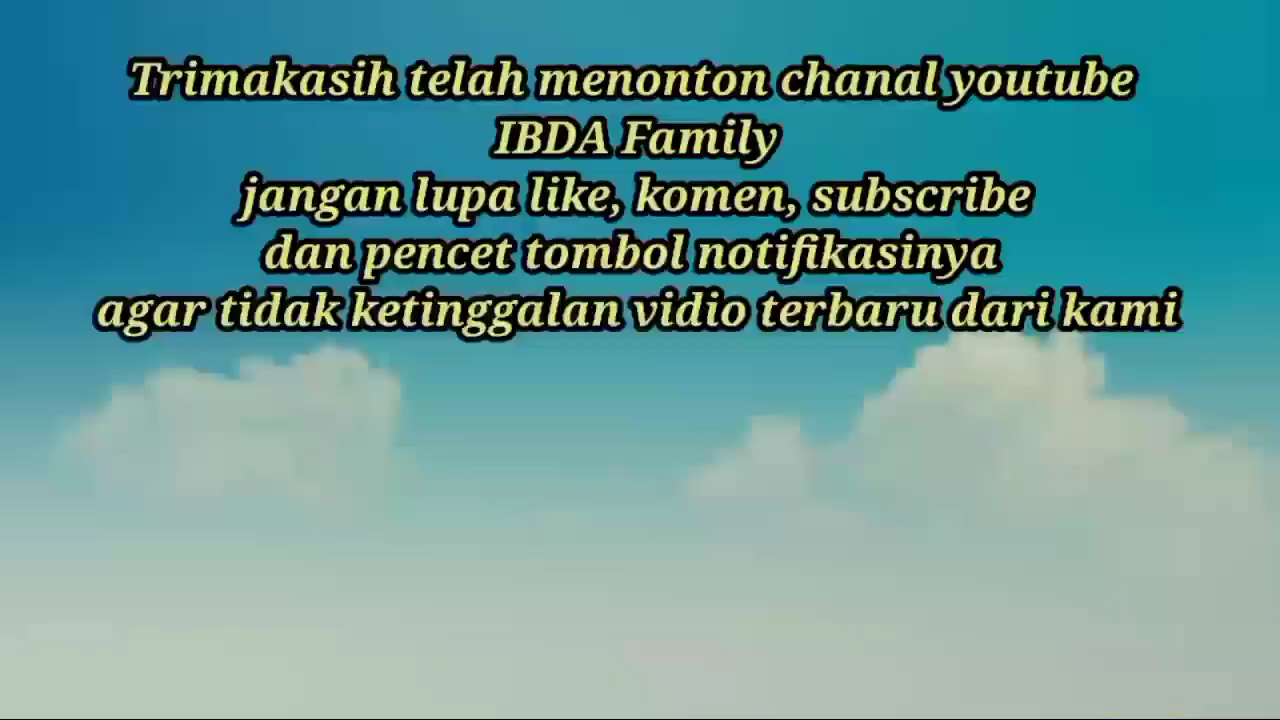 Trimakasih telah menonton chanal youtube
IBDA Family
jangan lupa like, komen, subscribe
dan pencet tombol notifikasinya
agar tidak ketinggalan vidio terbaru dari kami